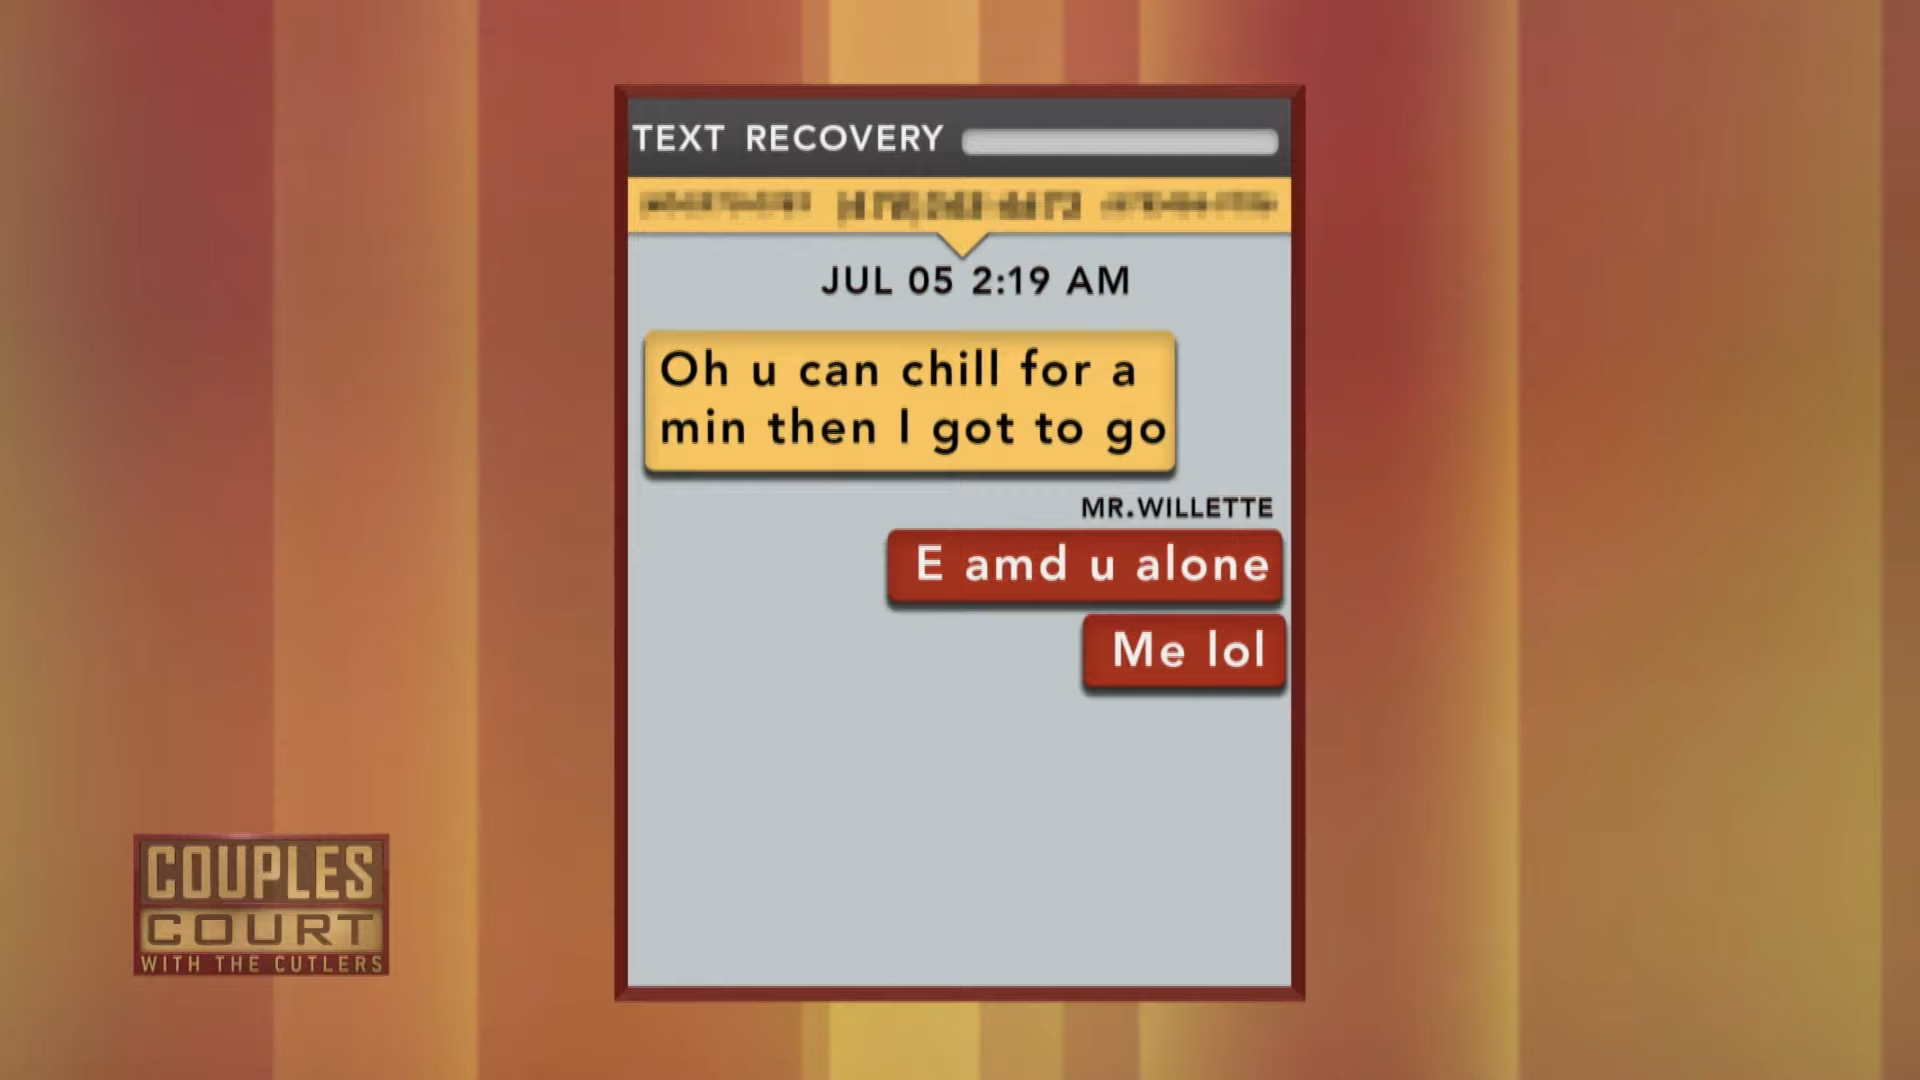 TEXT RECOVERY
JUL 05 2:19 AM
Oh u can chill for a
min then I got to go
MR.WILLETTE
E amd u alone
Me lol
COUPLES
COURT
WITH THE CUTLERS